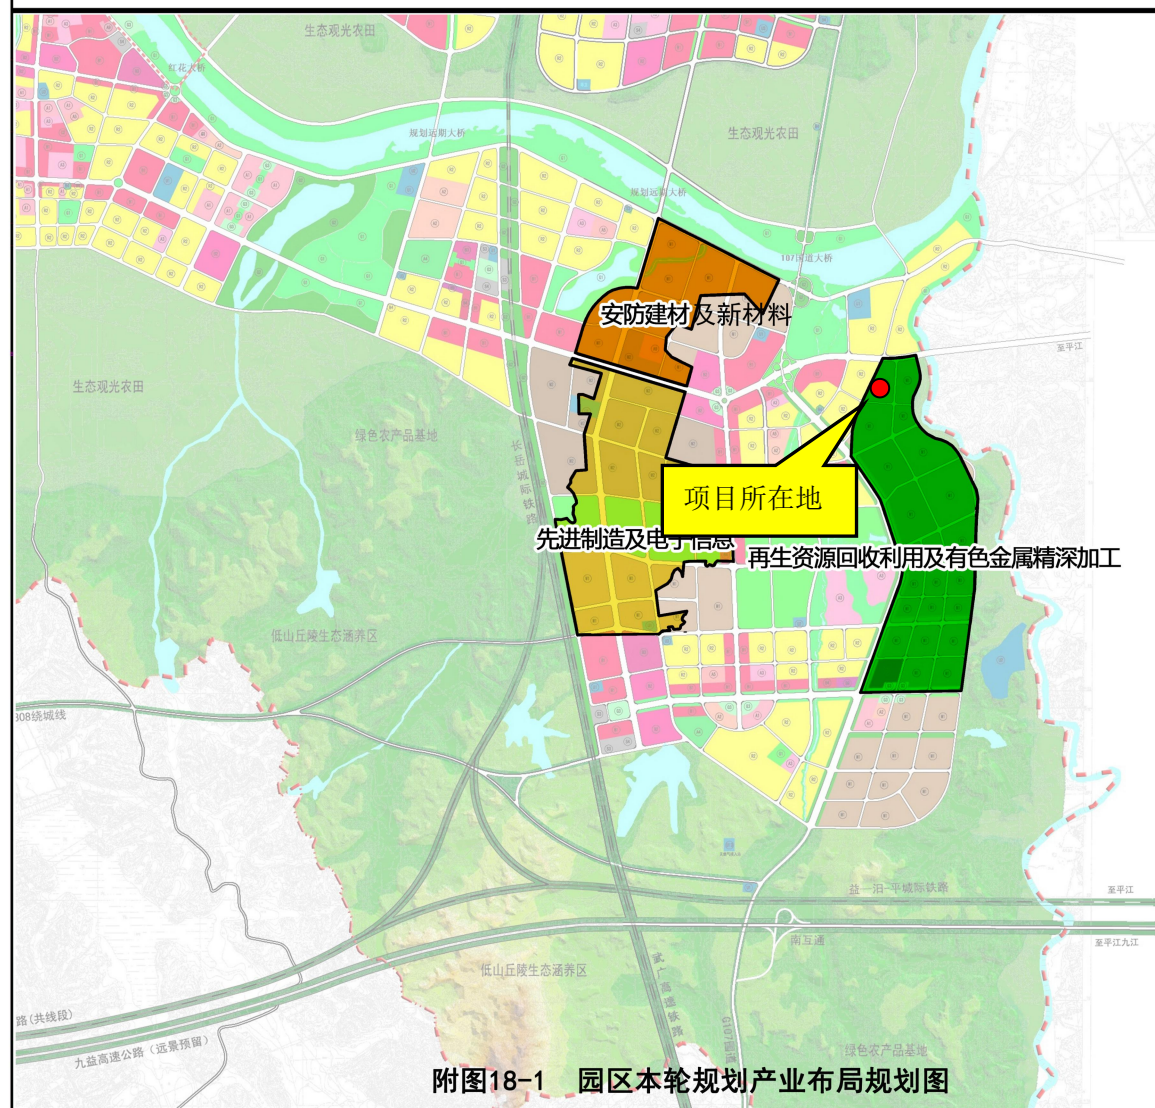 生态观光农田
红花大桥
规划远期大桥
生态观光农田
规划远期大桥
107国道大桥
安防建材及新材料
至平江
生态观光农田
绿色农产品基地
长岳城际铁路
项目所在地
先进制造及电子信息
再生资源回收利用及有色金属精深加工
低山丘陵生态涵养区
308绕城线
益—汨—平城际铁路
至平江
南互通
至平江九江
低山丘陵生态涵养区
武广高速铁路
G107国道
路(共线段)
九益高速公路（远景预留）
绿色农产品基地
附图18-1 园区本轮规划产业布局规划图